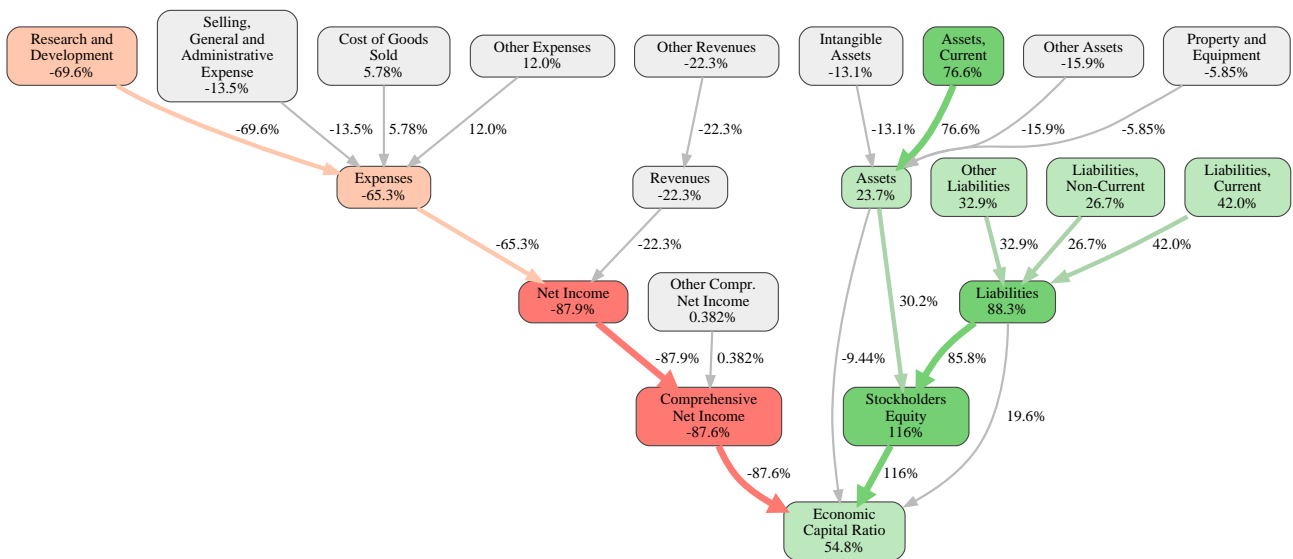 Research and
Development
-69.6%
Selling,
General and
Administrative
Expense
-13.5%
Cost of Goods
Sold
5.78%
Other Expenses
12.0%
Other Revenues
-22.3%
Intangible
Assets
-13.1%
Assets,
Current
76.6%
Other Assets
-15.9%
Property and
Equipment
-5.85%
-69.6%
-13.5%
5.78%
12.0%
-22.3%
-13.1%
76.6%
-15.9%
-5.85%
Expenses
-65.3%
Revenues
-22.3%
Assets
23.7%
Other
Liabilities
32.9%
Liabilities,
Non-Current
26.7%
Liabilities,
Current
42.0%
-65.3%
-22.3%
32.9%
26.7%
42.0%
Net Income
-87.9%
Other Compr.
Net Income
0.382%
30.2%
Liabilities
88.3%
-87.9%
0.382%
-9.44%
85.8%
Comprehensive
Net Income
-87.6%
Stockholders
Equity
116%
19.6%
-87.6%
116%
Economic
Capital Ratio
54.8%